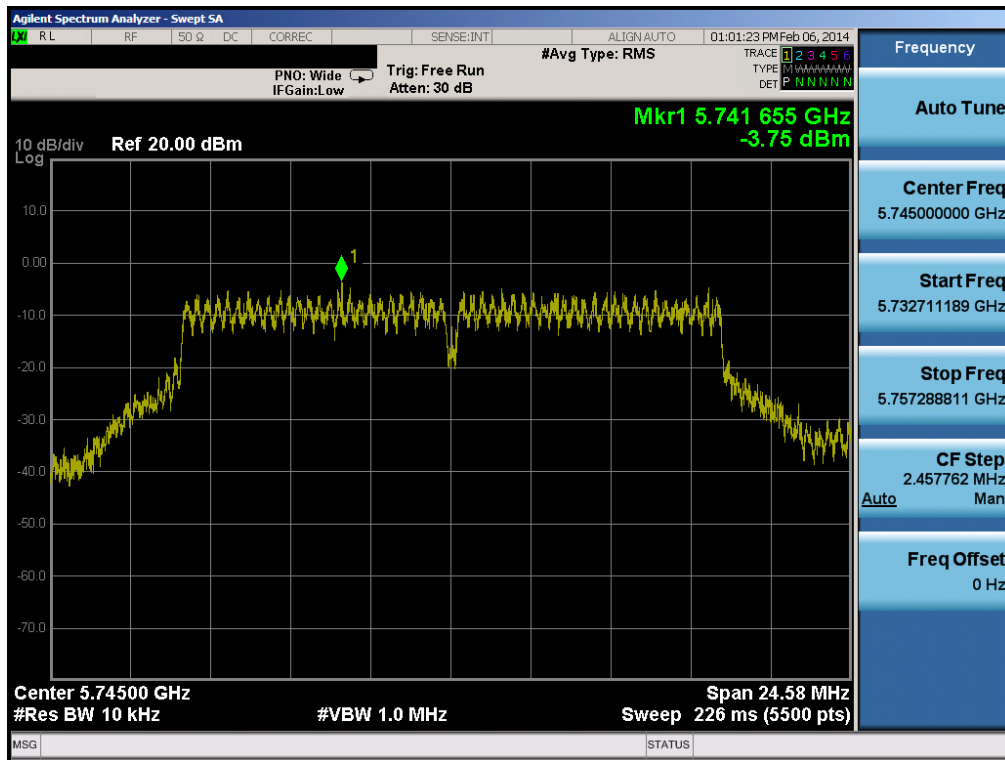 Agilent Spectrum Analyzer - Swept SA
LXI RL RF 50 Ω DC CORREC SENSE:INT ALIGN AUTO 01:01:23 PM Feb 06, 2014
Frequency
#Avg Type: RMS
TRACE 1 2 3 4 5 6
PNO: Wide Trig: Free Run
TYPE M WWWWW
IFGain:Low Atten: 30 dB
DET P N N N N N
Auto Tune
Mkr1 5.741 655 GHz
-3.75 dBm
10 dB/div Ref 20.00 dBm
Log
1
10.0
0.00
-10.0
-20.0
-30.0
-40.0
-50.0
-60.0
-70.0
Center Freq
5.745000000 GHz
Start Freq
5.732711189 GHz
Stop Freq
5.757288811 GHz
CF Step
2.457762 MHz
Auto Man
Freq Offset
0 Hz
Center 5.74500 GHz Span 24.58 MHz
#Res BW 10 kHz #VBW 1.0 MHz Sweep 226 ms (5500 pts)
MSG STATUS